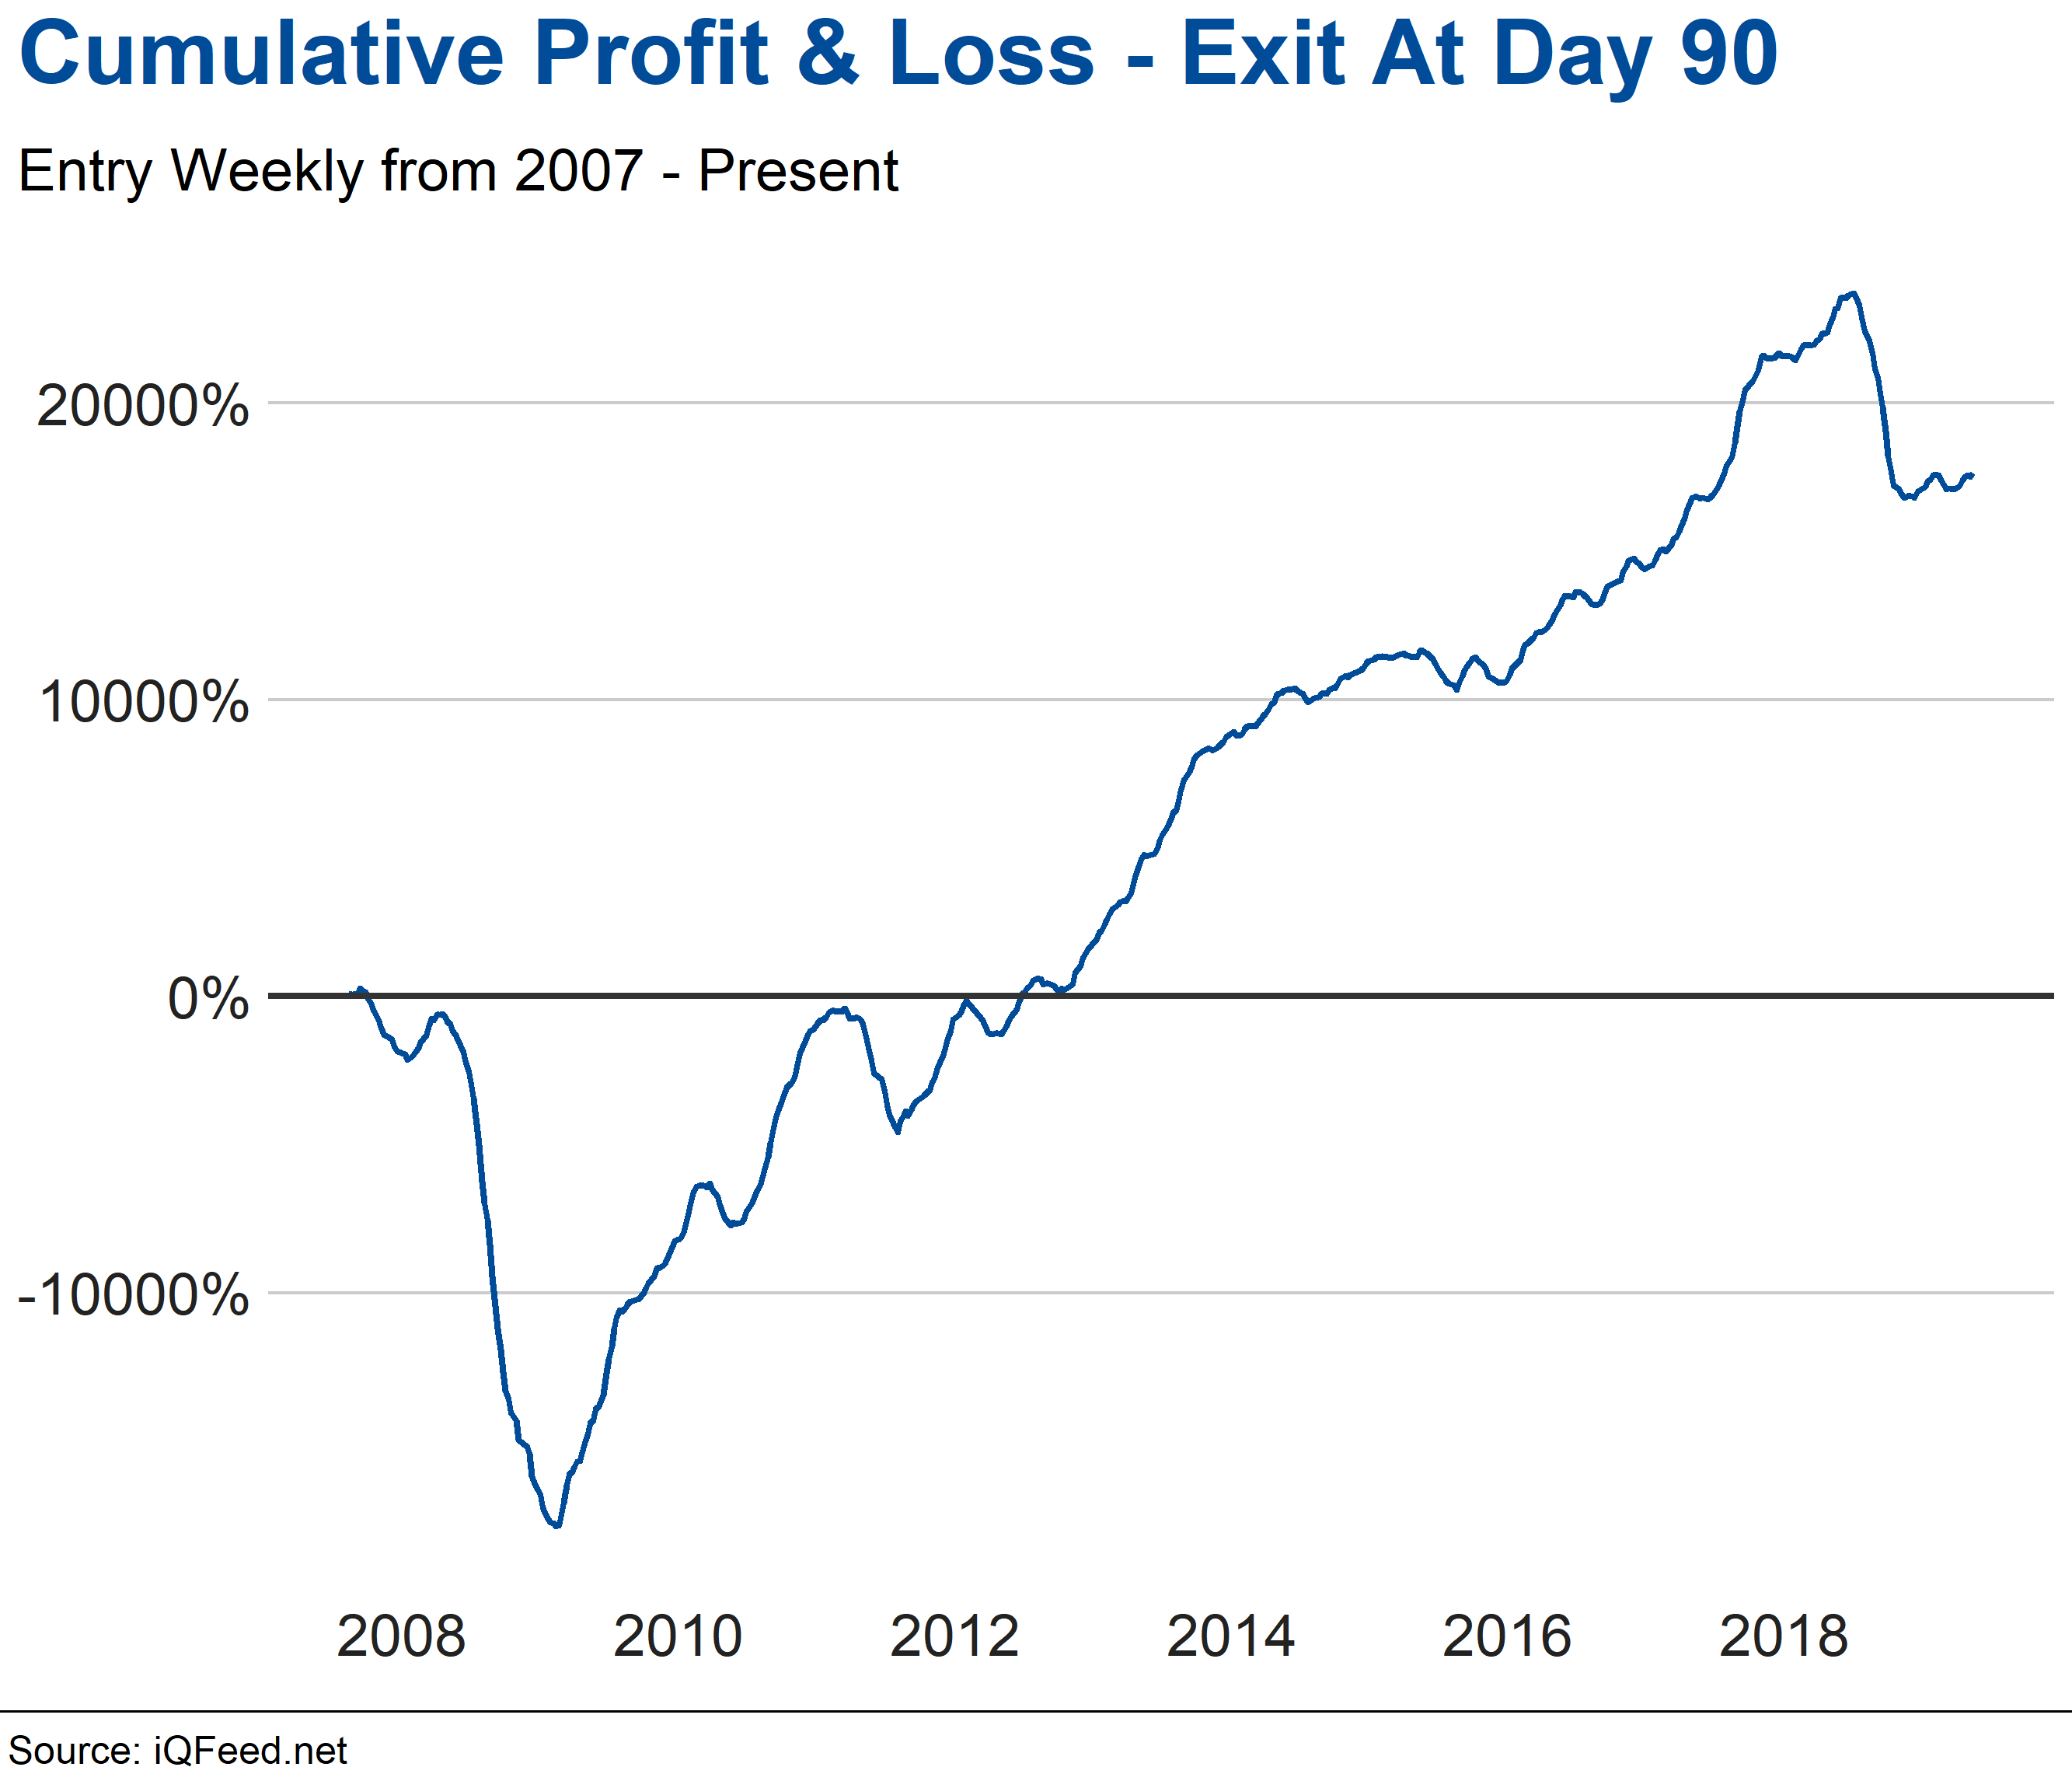 Cumulative Profit & Loss - Exit At Day 90
Entry Weekly from 2007 - Present
20000%
10000%
0%
-10000%
2008 2010 2012 2014 2016 2018
Source: iQFeed.net